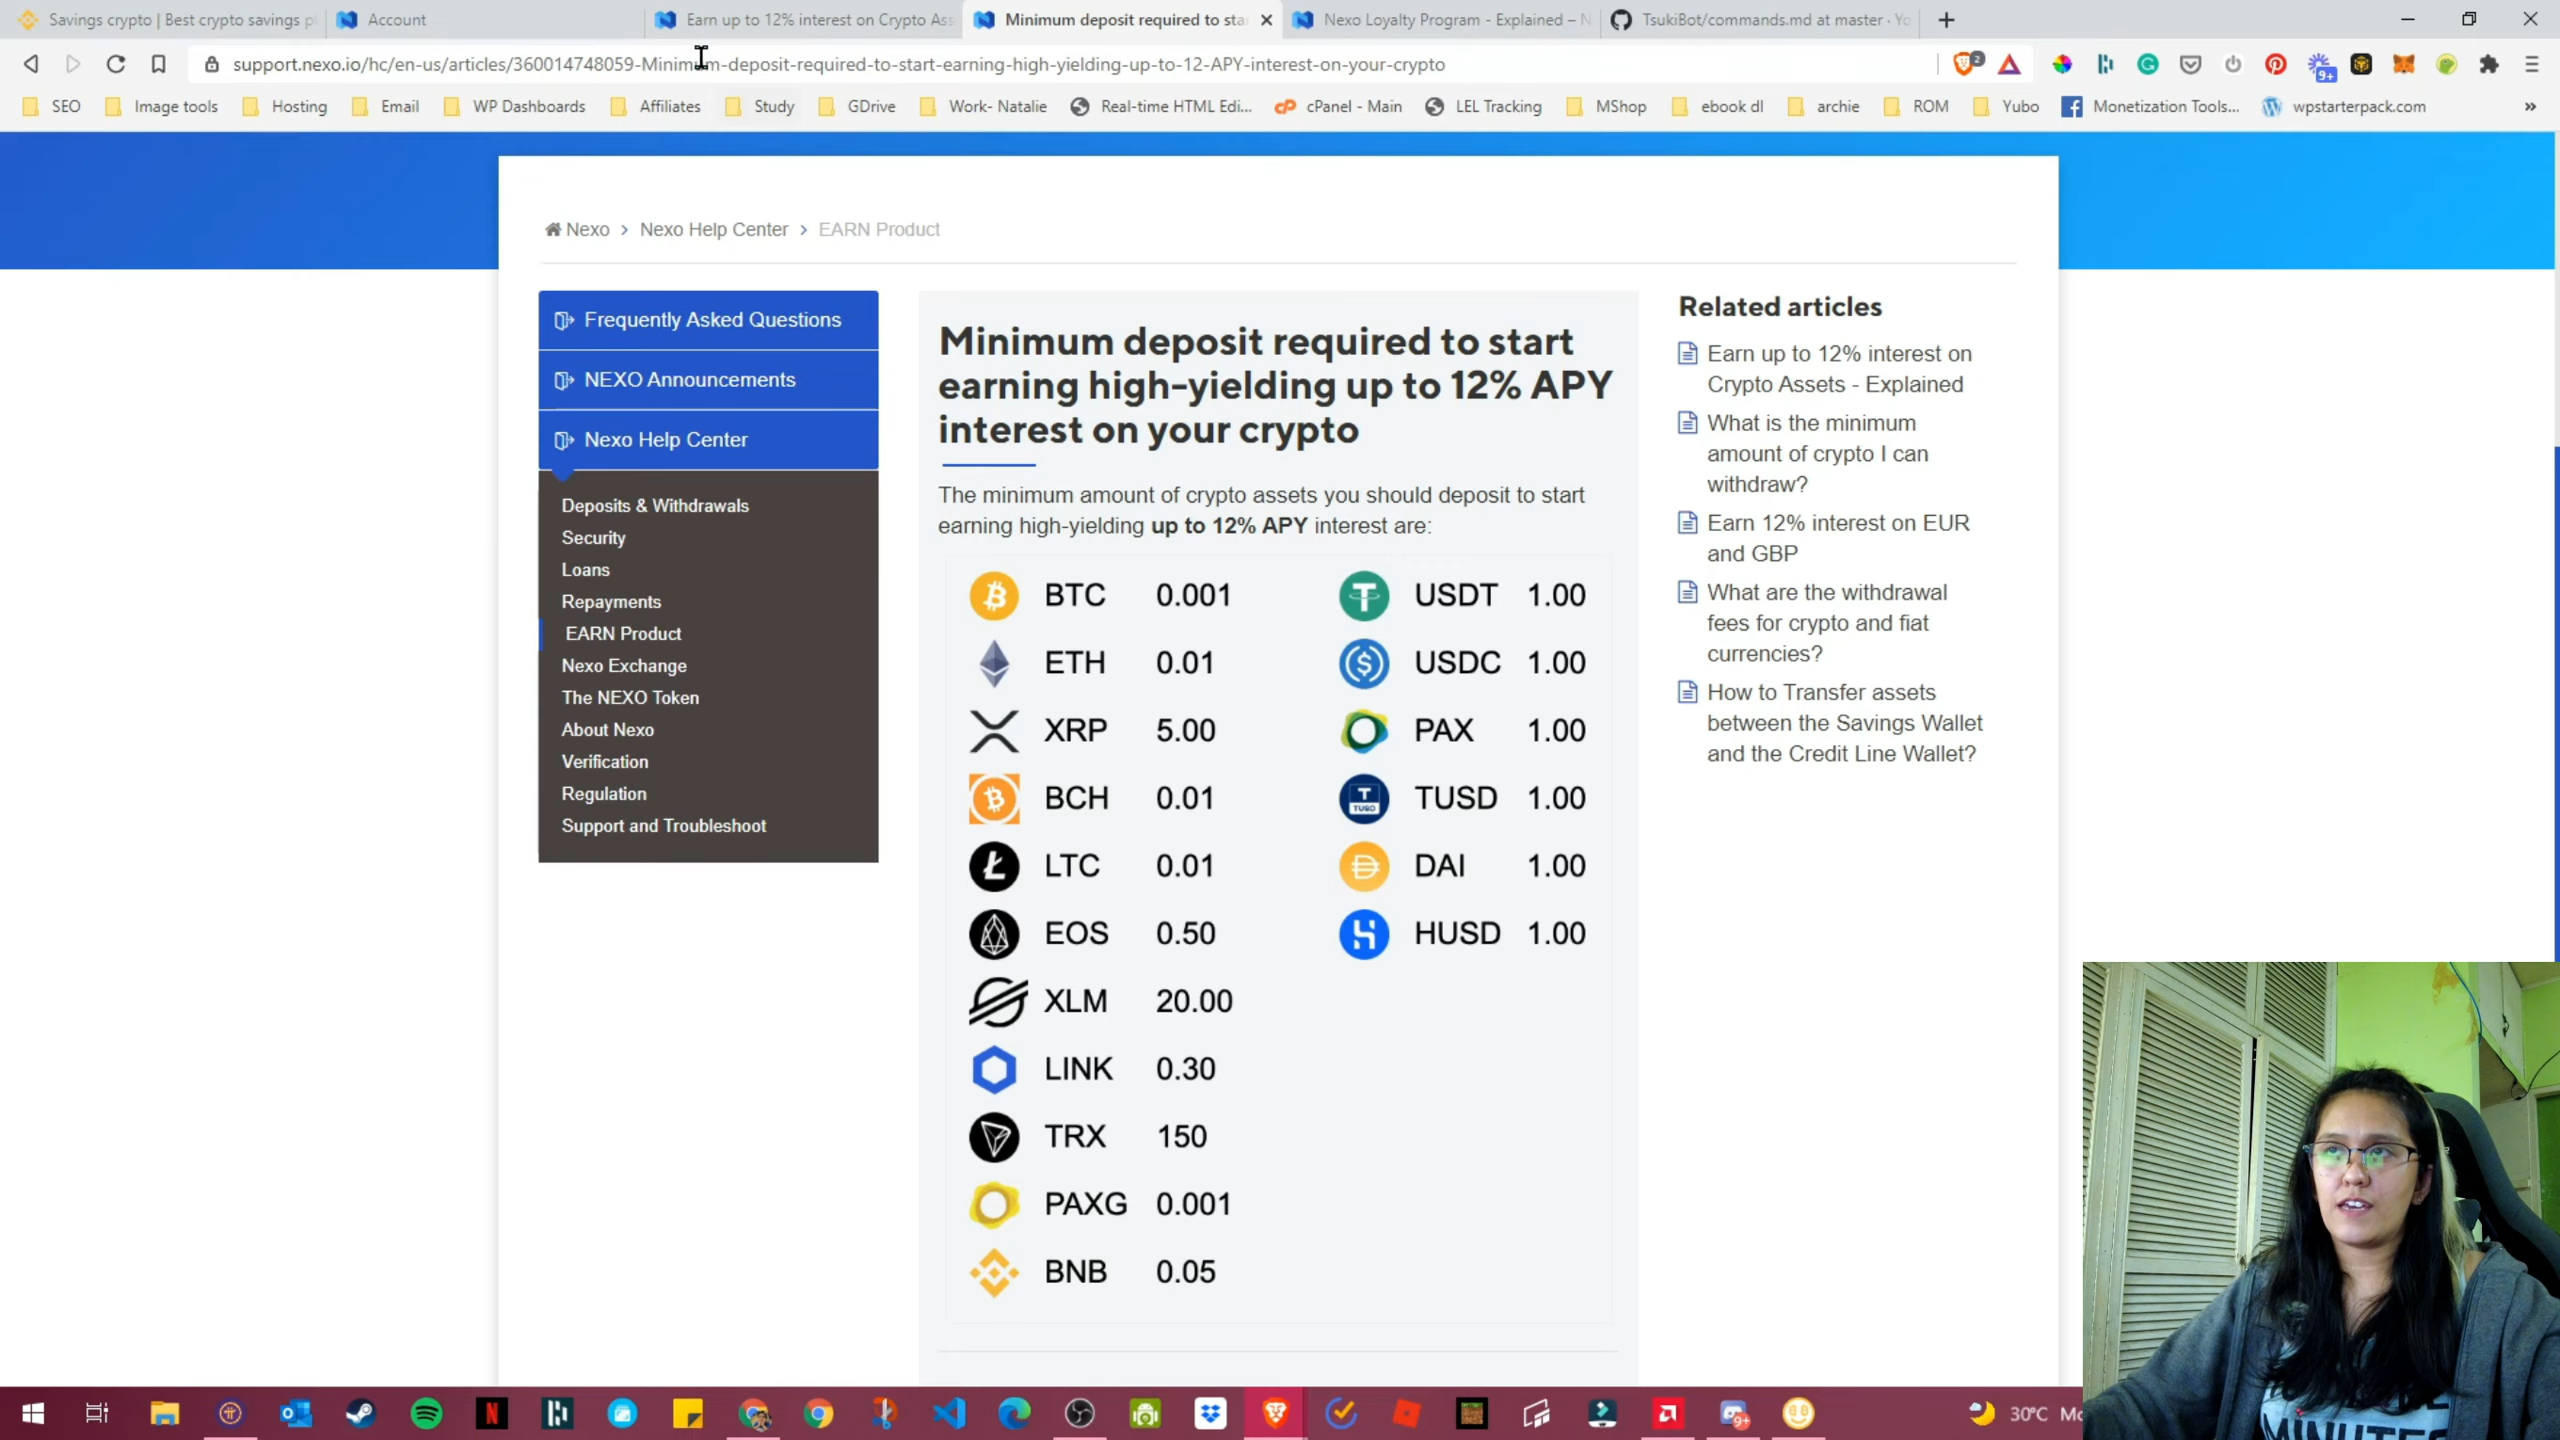 Savings crypto | Best crypto savings p
Account
Earn up to 12% interest on Crypto Ass
Minimum deposit required to sta
Nexo Loyalty Program - Explained – N
TsukiBot/commands.md at master · Yo
support.nexo.io/hc/en-us/articles/360014748059-Minimum-deposit-required-to-start-earning-high-yielding-up-to-12-APY-interest-on-your-crypto
2
9+
SEO
Image tools
Hosting
Email
WP Dashboards
Affiliates
Study
GDrive
Work- Natalie
Real-time HTML Edi...
cPanel - Main
LEL Tracking
MShop
ebook dl
archie
ROM
Yubo
Monetization Tools...
wpstarterpack.com
»
Nexo > Nexo Help Center > EARN Product
Frequently Asked Questions
NEXO Announcements
Nexo Help Center
Deposits & Withdrawals
Security
Loans
Repayments
EARN Product
Nexo Exchange
The NEXO Token
About Nexo
Verification
Regulation
Support and Troubleshoot
Minimum deposit required to start
earning high-yielding up to 12% APY
interest on your crypto
The minimum amount of crypto assets you should deposit to start
earning high-yielding up to 12% APY interest are:
BTC 0.001
ETH 0.01
XRP 5.00
BCH 0.01
LTC 0.01
EOS 0.50
XLM 20.00
LINK 0.30
TRX 150
PAXG 0.001
BNB 0.05
USDT 1.00
USDC 1.00
PAX 1.00
TUSD 1.00
DAI 1.00
HUSD 1.00
Related articles
Earn up to 12% interest on
Crypto Assets - Explained
What is the minimum
amount of crypto I can
withdraw?
Earn 12% interest on EUR
and GBP
What are the withdrawal
fees for crypto and fiat
currencies?
How to Transfer assets
between the Savings Wallet
and the Credit Line Wallet?
30°C
MINUTES